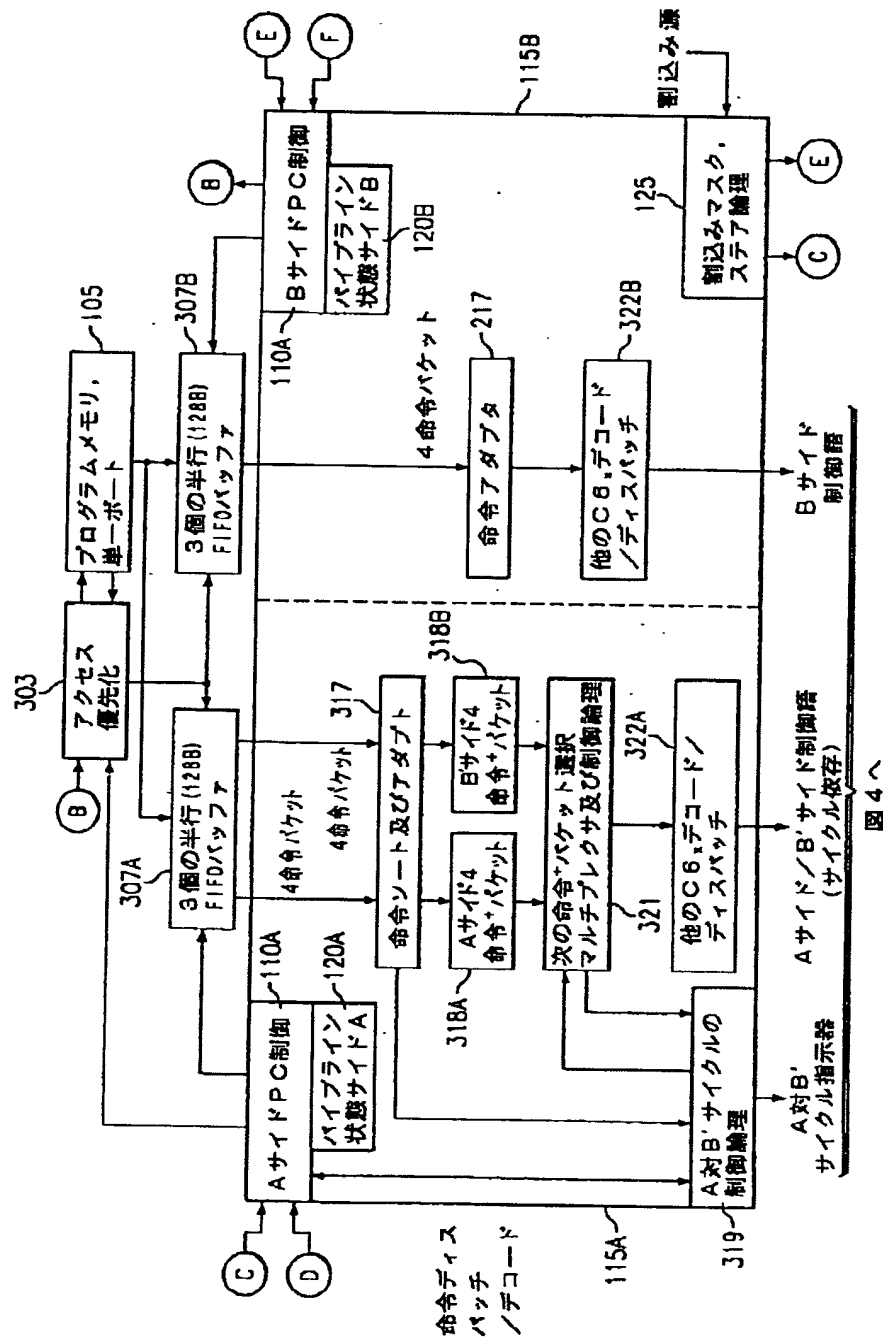 303
アクセス
優先化
B
105
プログラムメモリ,
単一ポート
307A
3個の半行(128B)
FIFOバッファ
307B
3個の半行(128B)
FIFOバッファ
B
E
F
C
D
AサイドPC制御
110A
パイプライン
状態サイドA
120A
4命令パケット
4命令パケット
命令ソート及びアダプト
317
318A
Aサイド4
命令+パケット
318B
B'サイド4
命令+パケット
次の命令+パケット選択
マルチプレクサ及び制御論理
321
他のC6xデコード/
ディスパッチ
322A
A対B'サイクルの
制御論理
319
115A
命令ディス
パッチ
/デコード
110A
BサイドPC制御
パイプライン
状態サイドB
120B
115B
4命令パケット
命令アダプタ
217
他のC6xデコード
/ディスパッチ
322B
125
割込みマスク,
ステア論理
割込み源
C
E
A対B'
サイクル指示器
Aサイド/B'サイド制御語
(サイクル依存)
Bサイド
制御語
図4へ